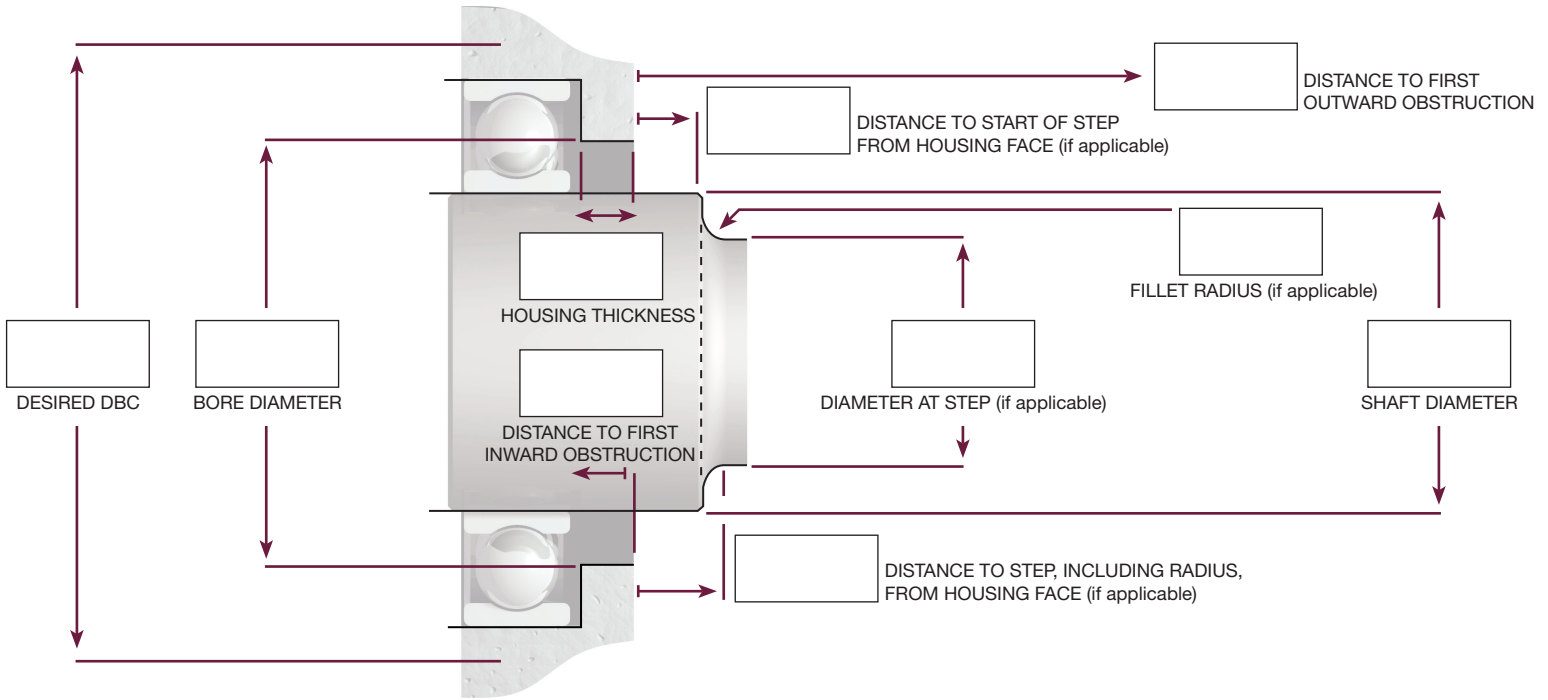 DISTANCE TO FIRST
OUTWARD OBSTRUCTION
DISTANCE TO START OF STEP
FROM HOUSING FACE (if applicable)
FILLET RADIUS (if applicable)
HOUSING THICKNESS
DESIRED DBC
BORE DIAMETER
DIAMETER AT STEP (if applicable)
SHAFT DIAMETER
DISTANCE TO FIRST
INWARD OBSTRUCTION
DISTANCE TO STEP, INCLUDING RADIUS,
FROM HOUSING FACE (if applicable)